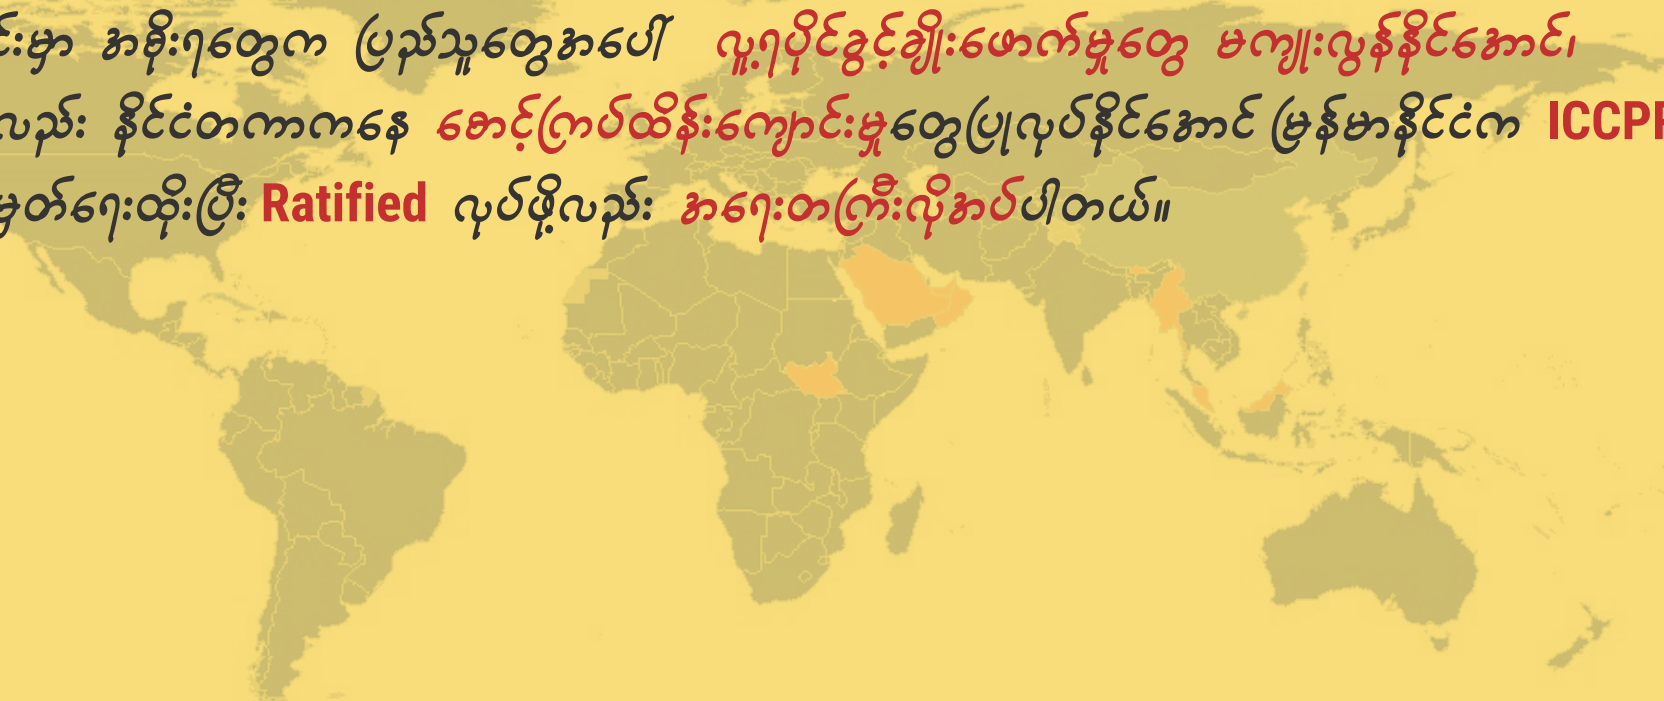 င်းမှာ အစိုးရတွေက ပြည်သူတွေအပေါ် လူ့ရပိုင်ခွင့်ချိုးဖောက်မှုတွေ မကျူးလွန်နိုင်အောင်၊
လည်း နိုင်ငံတကာကနေ စောင့်ကြပ်ထိန်းကျောင်းမှုတွေပြုလုပ်နိုင်အောင် မြန်မာနိုင်ငံက ICCPR
မှတ်ရေးထိုးပြီး Ratified လုပ်ဖို့လည်း အရေးတကြီးလိုအပ်ပါတယ်။